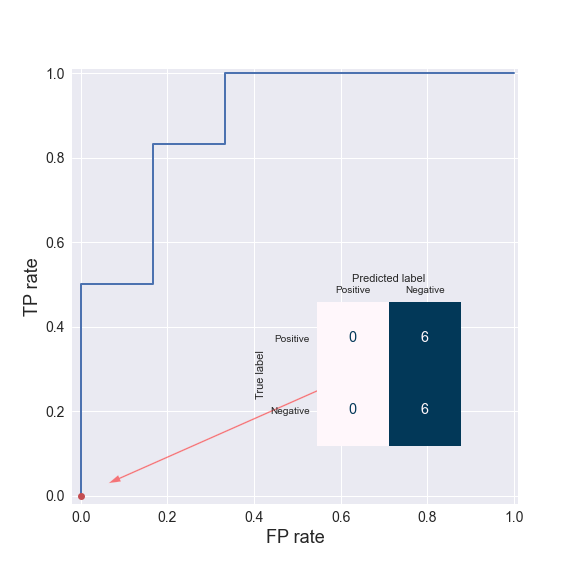 1.0
0.8
0.6
0.4
0.2
0.0
TP rate
Predicted label
Positive Negative
Positive 0 6
True label
Negative 0 6
0.0 0.2 0.4 0.6 0.8 1.0
FP rate